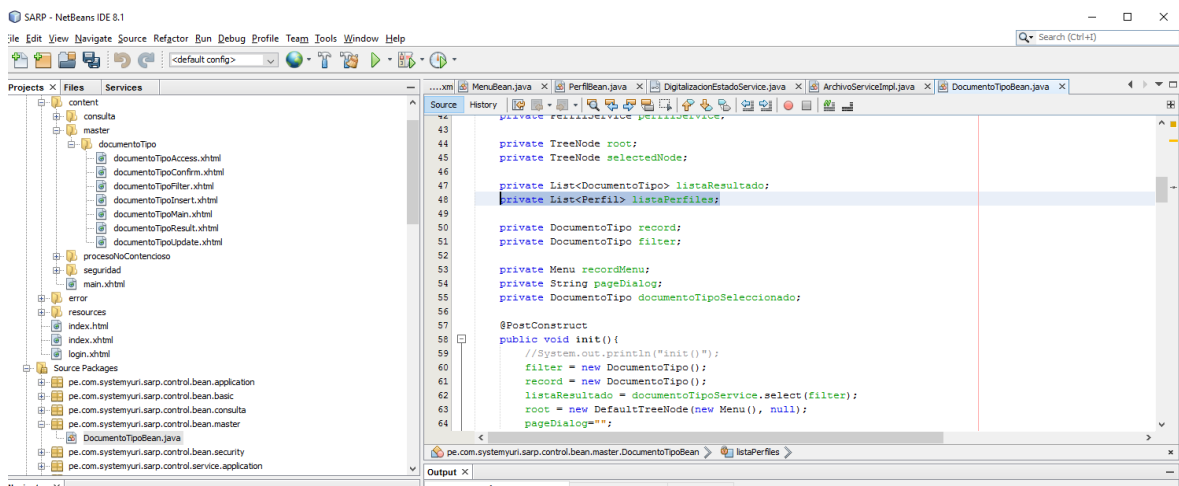 SARP - NetBeans IDE 8.1
File Edit View Navigate Source Refactor Run Debug Profile Team Tools Window Help
Search (Ctrl+I)
<default config>
Projects Files Services
content
consulta
master
documentoTipo
documentoTipoAccess.xhtml
documentoTipoConfirm.xhtml
documentoTipoFilter.xhtml
documentoTipoInsert.xhtml
documentoTipoMain.xhtml
documentoTipoResult.xhtml
documentoTipoUpdate.xhtml
procesoNoContencioso
seguridad
main.xhtml
error
resources
index.html
index.xhtml
login.xhtml
Source Packages
pe.com.systemyuri.sarp.control.bean.application
pe.com.systemyuri.sarp.control.bean.basic
pe.com.systemyuri.sarp.control.bean.consulta
pe.com.systemyuri.sarp.control.bean.master
DocumentoTipoBean.java
pe.com.systemyuri.sarp.control.bean.security
pe.com.systemyuri.sarp.control.service.application
....xm MenuBean.java PerfilBean.java DigitalizacionEstadoService.java ArchivoServiceImpl.java DocumentoTipoBean.java
Source History
42 private PerfilService perfilService;
43
44 private TreeNode root;
45 private TreeNode selectedNode;
46
47 private List<DocumentoTipo> listaResultado;
48 private List<Perfil> listaPerfiles;
49
50 private DocumentoTipo record;
51 private DocumentoTipo filter;
52
53 private Menu recordMenu;
54 private String pageDialog;
55 private DocumentoTipo documentoTipoSeleccionado;
56
57 @PostConstruct
58 public void init(){
59 //System.out.println("init()");
60 filter = new DocumentoTipo();
61 record = new DocumentoTipo();
62 listaResultado = documentoTipoService.select(filter);
63 root = new DefaultTreeNode(new Menu(), null);
64 pageDialog="";
pe.com.systemyuri.sarp.control.bean.master.DocumentoTipoBean listaPerfiles
Output